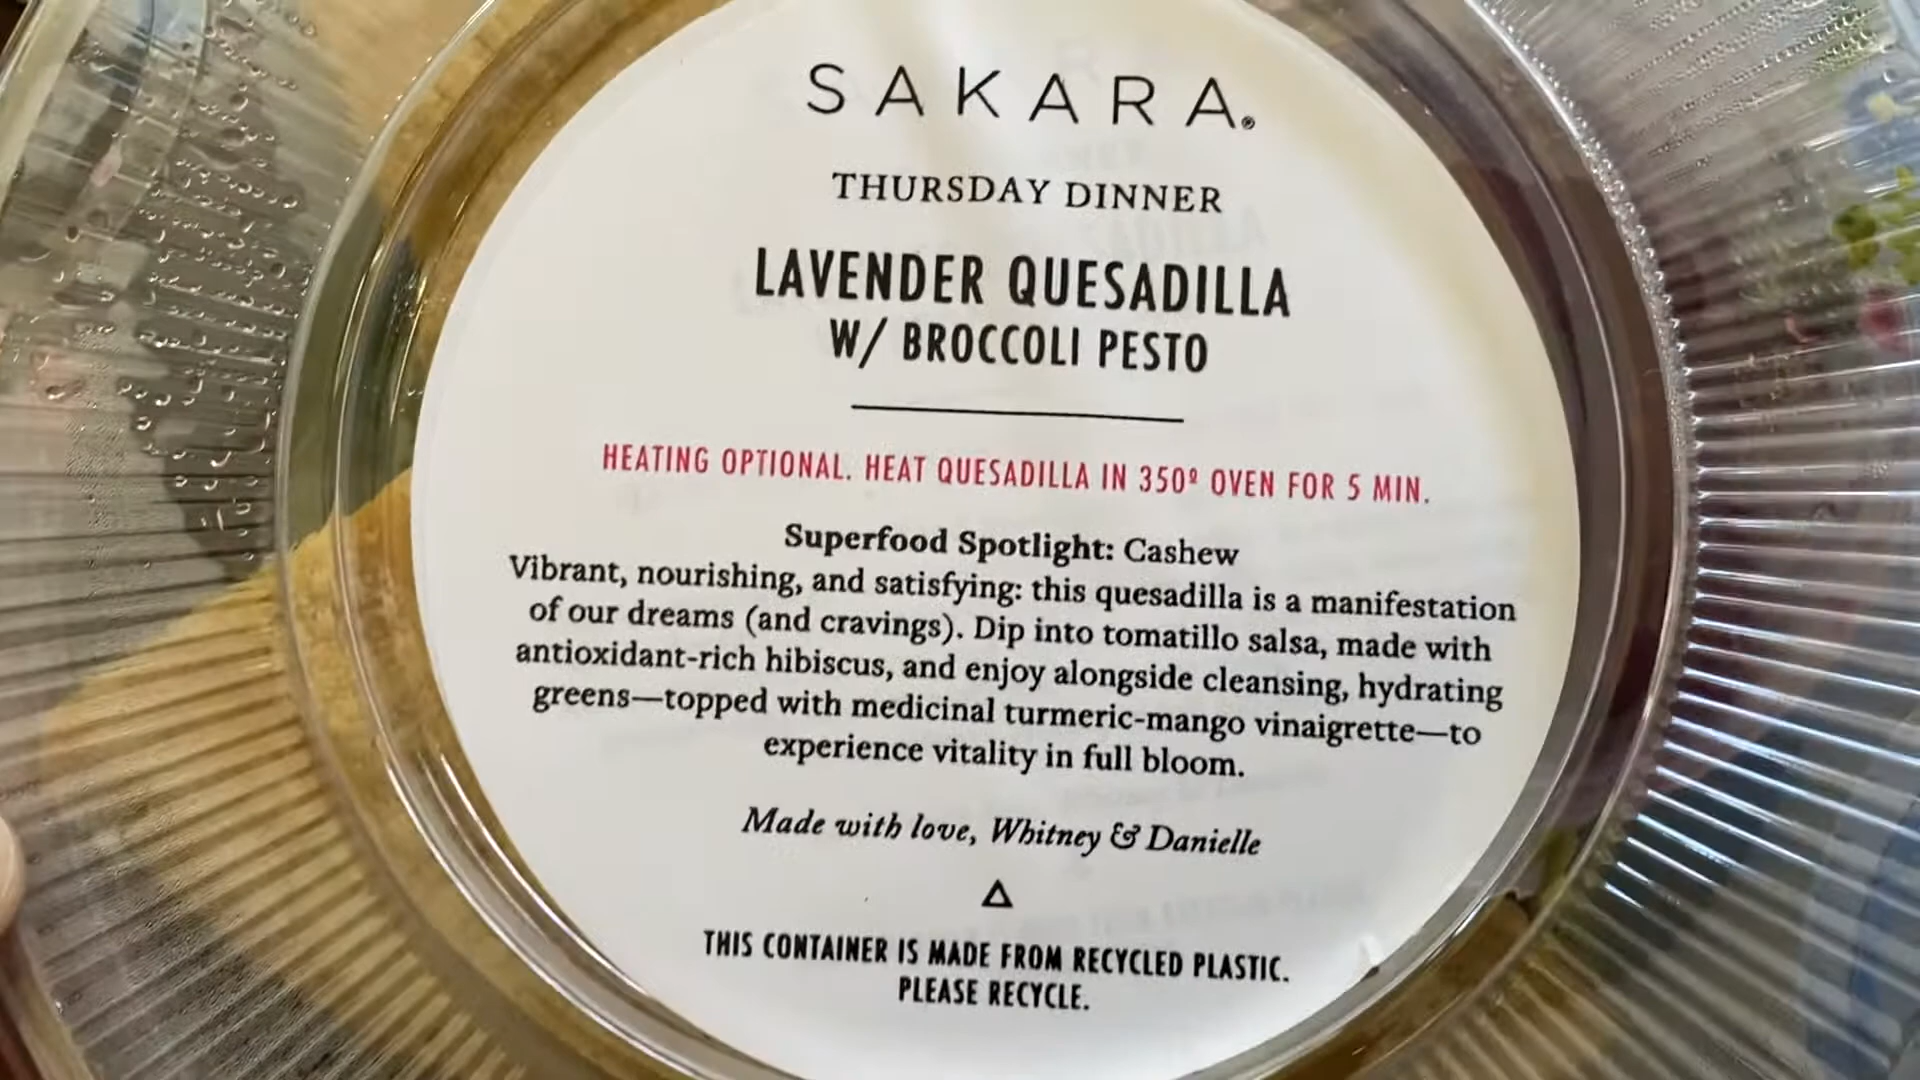 SAKARA®
THURSDAY DINNER
LAVENDER QUESADILLA
W/ BROCCOLI PESTO
HEATING OPTIONAL. HEAT QUESADILLA IN 350º OVEN FOR 5 MIN.
Superfood Spotlight: Cashew
Vibrant, nourishing, and satisfying: this quesadilla is a manifestation
of our dreams (and cravings). Dip into tomatillo salsa, made with
antioxidant-rich hibiscus, and enjoy alongside cleansing, hydrating
greens—topped with medicinal turmeric-mango vinaigrette—to
experience vitality in full bloom.
Made with love, Whitney & Danielle
THIS CONTAINER IS MADE FROM RECYCLED PLASTIC.
PLEASE RECYCLE.